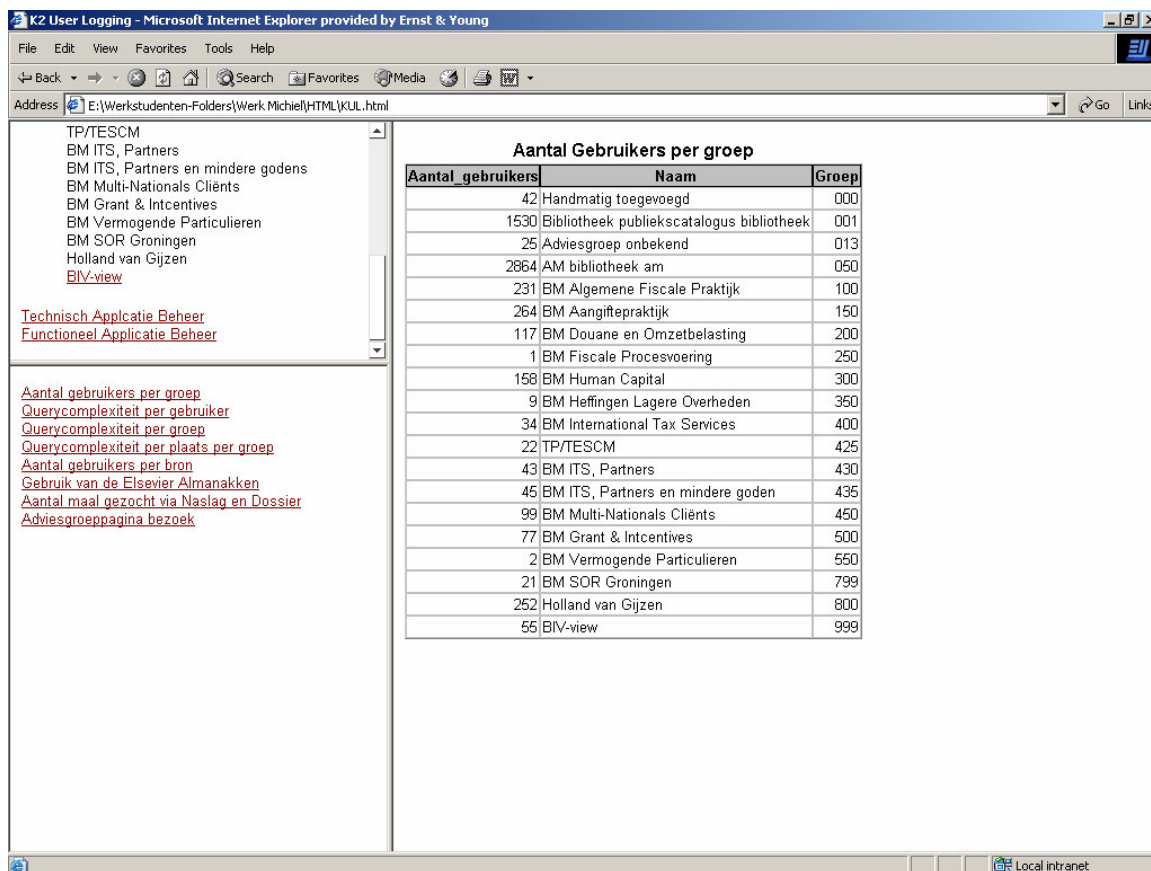 K2 User Logging - Microsoft Internet Explorer provided by Ernst & Young
File Edit View Favorites Tools Help
Back Search Favorites Media
Address E:\Werkstudenten-Folders\Werk Michiel\HTML\KUL.html Go Links
TP/TESCM
BM ITS, Partners
BM ITS, Partners en mindere godens
BM Multi-Nationals Cliënts
BM Grant & Intcentives
BM Vermogende Particulieren
BM SOR Groningen
Holland van Gijzen
BIV-view
Technisch Applcatie Beheer
Functioneel Applicatie Beheer
Aantal gebruikers per groep
Querycomplexiteit per gebruiker
Querycomplexiteit per groep
Querycomplexiteit per plaats per groep
Aantal gebruikers per bron
Gebruik van de Elsevier Almanakken
Aantal maal gezocht via Naslag en Dossier
Adviesgroeppagina bezoek
Aantal Gebruikers per groep
Aantal_gebruikers Naam Groep
42 Handmatig toegevoegd 000
1530 Bibliotheek publiekscatalogus bibliotheek 001
25 Adviesgroep onbekend 013
2864 AM bibliotheek am 050
231 BM Algemene Fiscale Praktijk 100
264 BM Aangiftepraktijk 150
117 BM Douane en Omzetbelasting 200
1 BM Fiscale Procesvoering 250
158 BM Human Capital 300
9 BM Heffingen Lagere Overheden 350
34 BM International Tax Services 400
22 TP/TESCM 425
43 BM ITS, Partners 430
45 BM ITS, Partners en mindere goden 435
99 BM Multi-Nationals Cliënts 450
77 BM Grant & Intcentives 500
2 BM Vermogende Particulieren 550
21 BM SOR Groningen 799
252 Holland van Gijzen 800
55 BIV-view 999
Local intranet